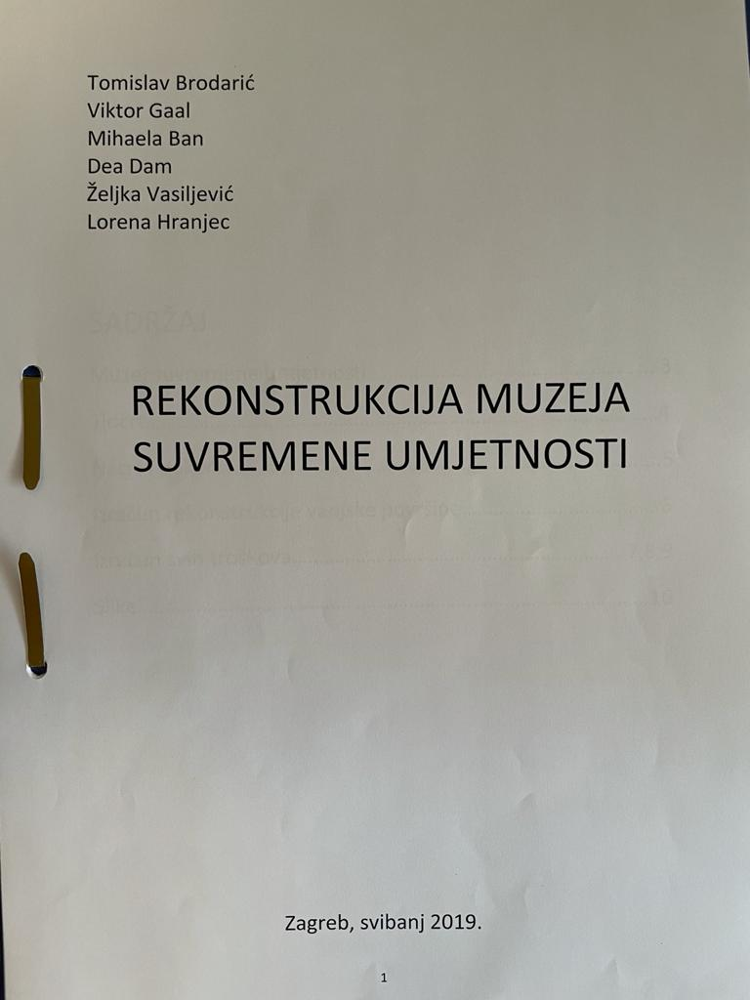 Tomislav Brodarić
Viktor Gaal
Mihaela Ban
Dea Dam
Željka Vasiljević
Lorena Hranjec
SADRŽAJ
REKONSTRUKCIJA MUZEJA
SUVREMENE UMJETNOSTI
Zagreb, svibanj 2019.
1